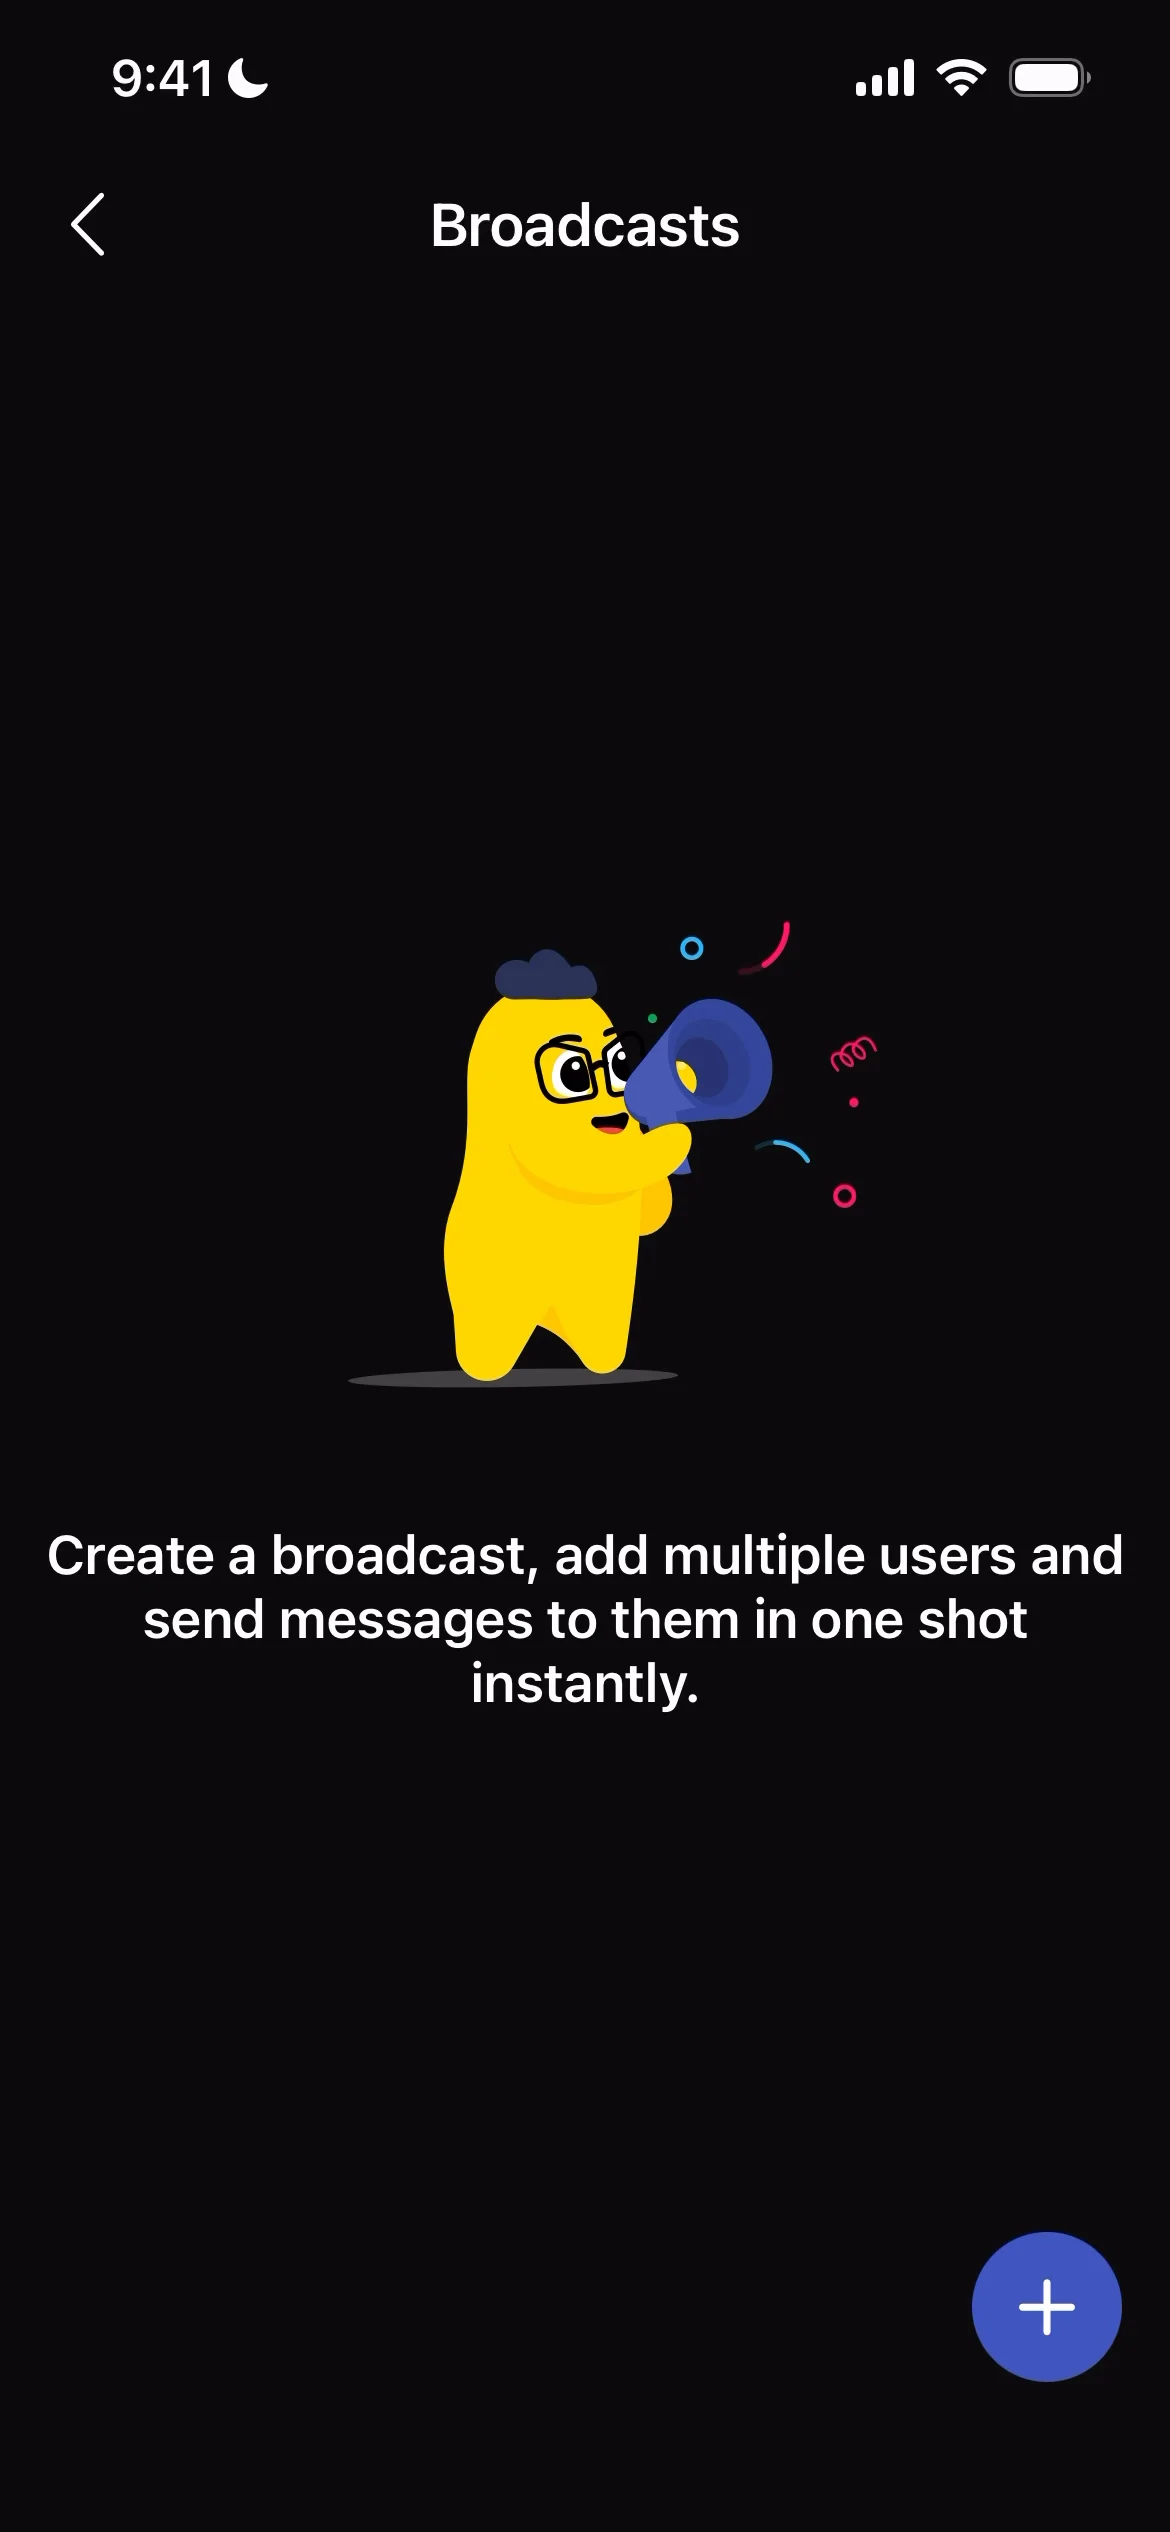 9:41
Broadcasts
Create a broadcast, add multiple users and
send messages to them in one shot
instantly.